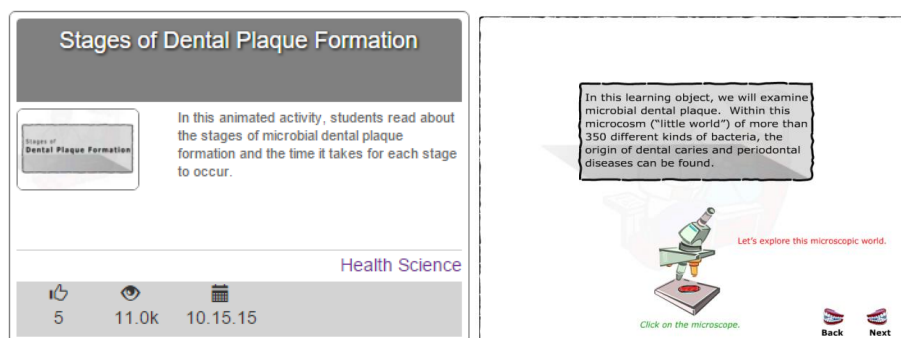 Stages of Dental Plaque Formation
Stages of
Dental Plaque Formation
In this animated activity, students read about
the stages of microbial dental plaque
formation and the time it takes for each stage
to occur.
Health Science
5 11.0k 10.15.15
In this learning object, we will examine
microbial dental plaque. Within this
microcosm (“little world”) of more than
350 different kinds of bacteria, the
origin of dental caries and periodontal
diseases can be found.
Let's explore this microscopic world.
Click on the microscope.
Back Next